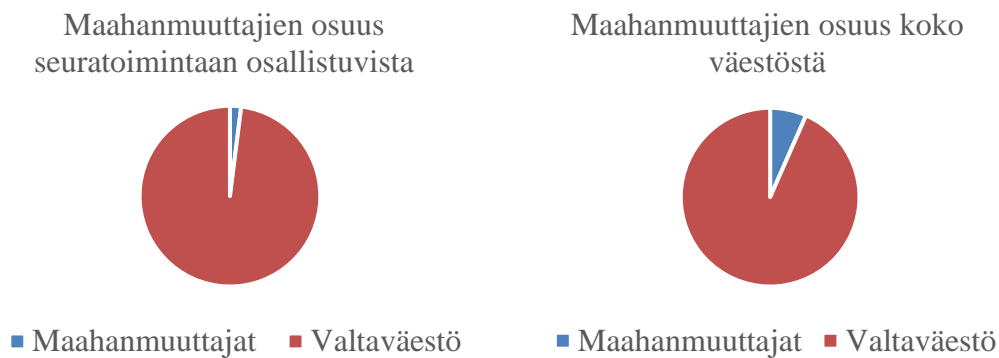 Maahanmuuttajien osuus
seuratoimintaan osallistuvista
Maahanmuuttajat Valtaväestö
Maahanmuuttajien osuus koko
väestöstä
Maahanmuuttajat Valtaväestö